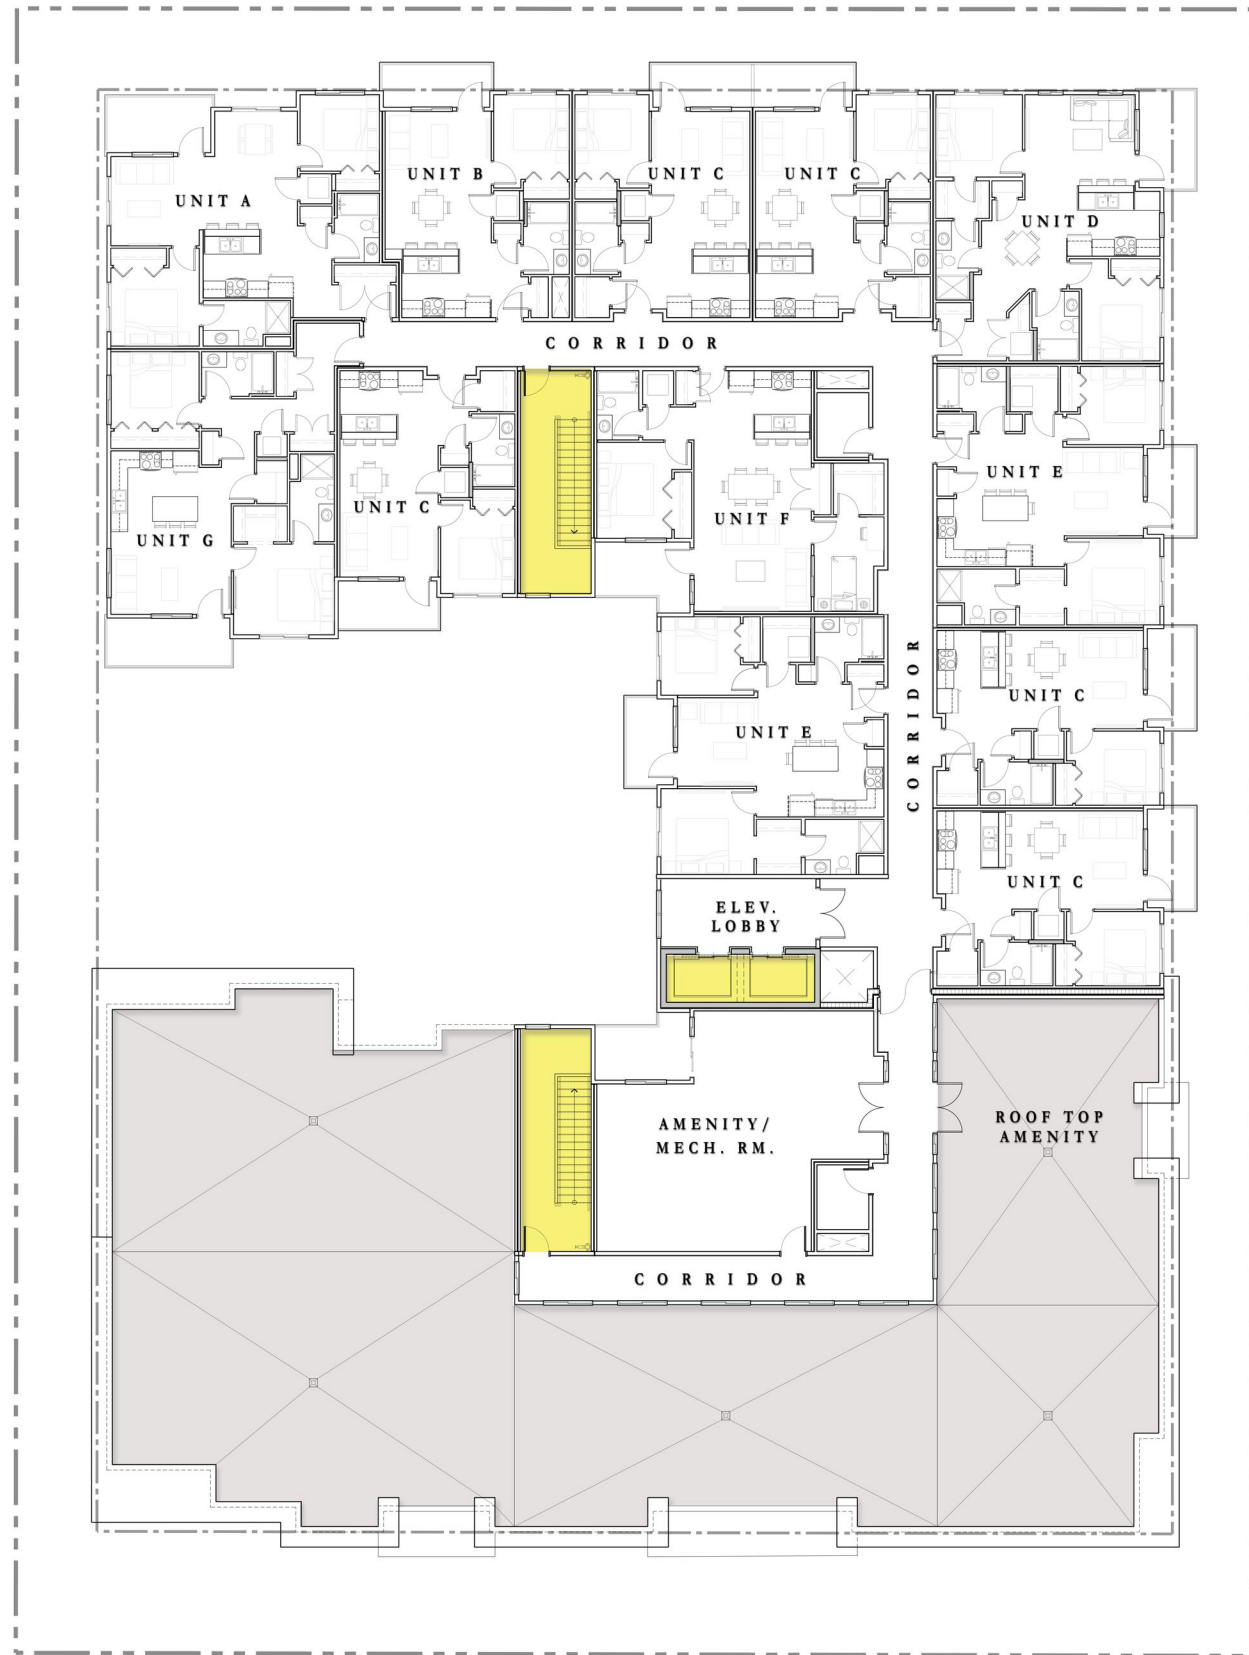 UNIT A
UNIT B
UNIT C
UNIT C
UNIT D
CORRIDOR
UNIT G
UNIT C
UNIT F
UNIT E
UNIT E
CORRIDOR
UNIT C
UNIT C
ELEV.
LOBBY
AMENITY/
MECH. RM.
ROOF TOP
AMENITY
CORRIDOR